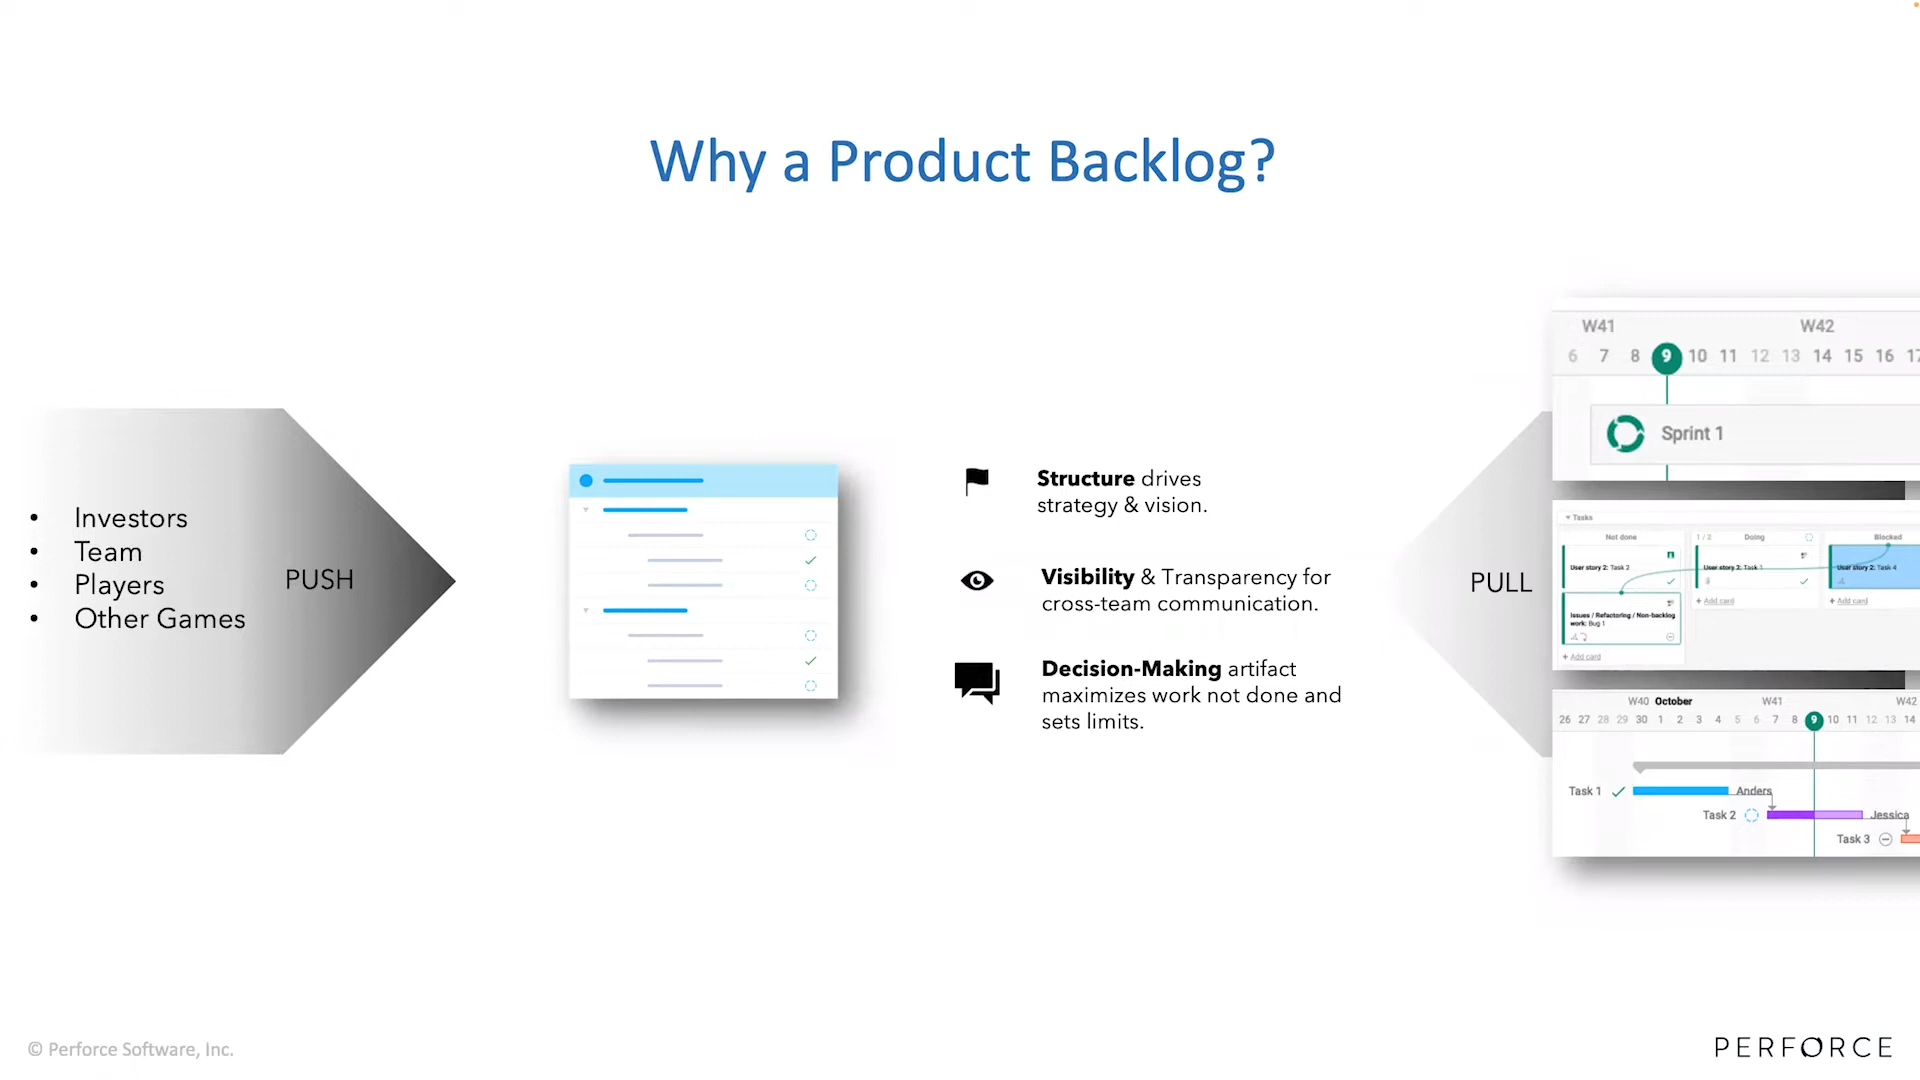 Why a Product Backlog?
• Investors
• Team
• Players
• Other Games
PUSH
Structure drives
strategy & vision.
Visibility & Transparency for
cross-team communication.
Decision-Making artifact
maximizes work not done and
sets limits.
PULL
W41 W42
6 7 8 9 10 11 12 13 14 15 16 17
Sprint 1
Tasks
Not done 1 / 2 Doing Blocked
User story 2: Task 2 User story 2: Task 1 User story 2: Task 4
+ Add card + Add card
Issues / Refactoring / Non-backlog
work: Bug 1
+ Add card
W40 October W41 W42
26 27 28 29 30 1 2 3 4 5 6 7 8 9 10 11 12 13 14
Task 1 Anders
Task 2 Jessica
Task 3
© Perforce Software, Inc.
PERFORCE